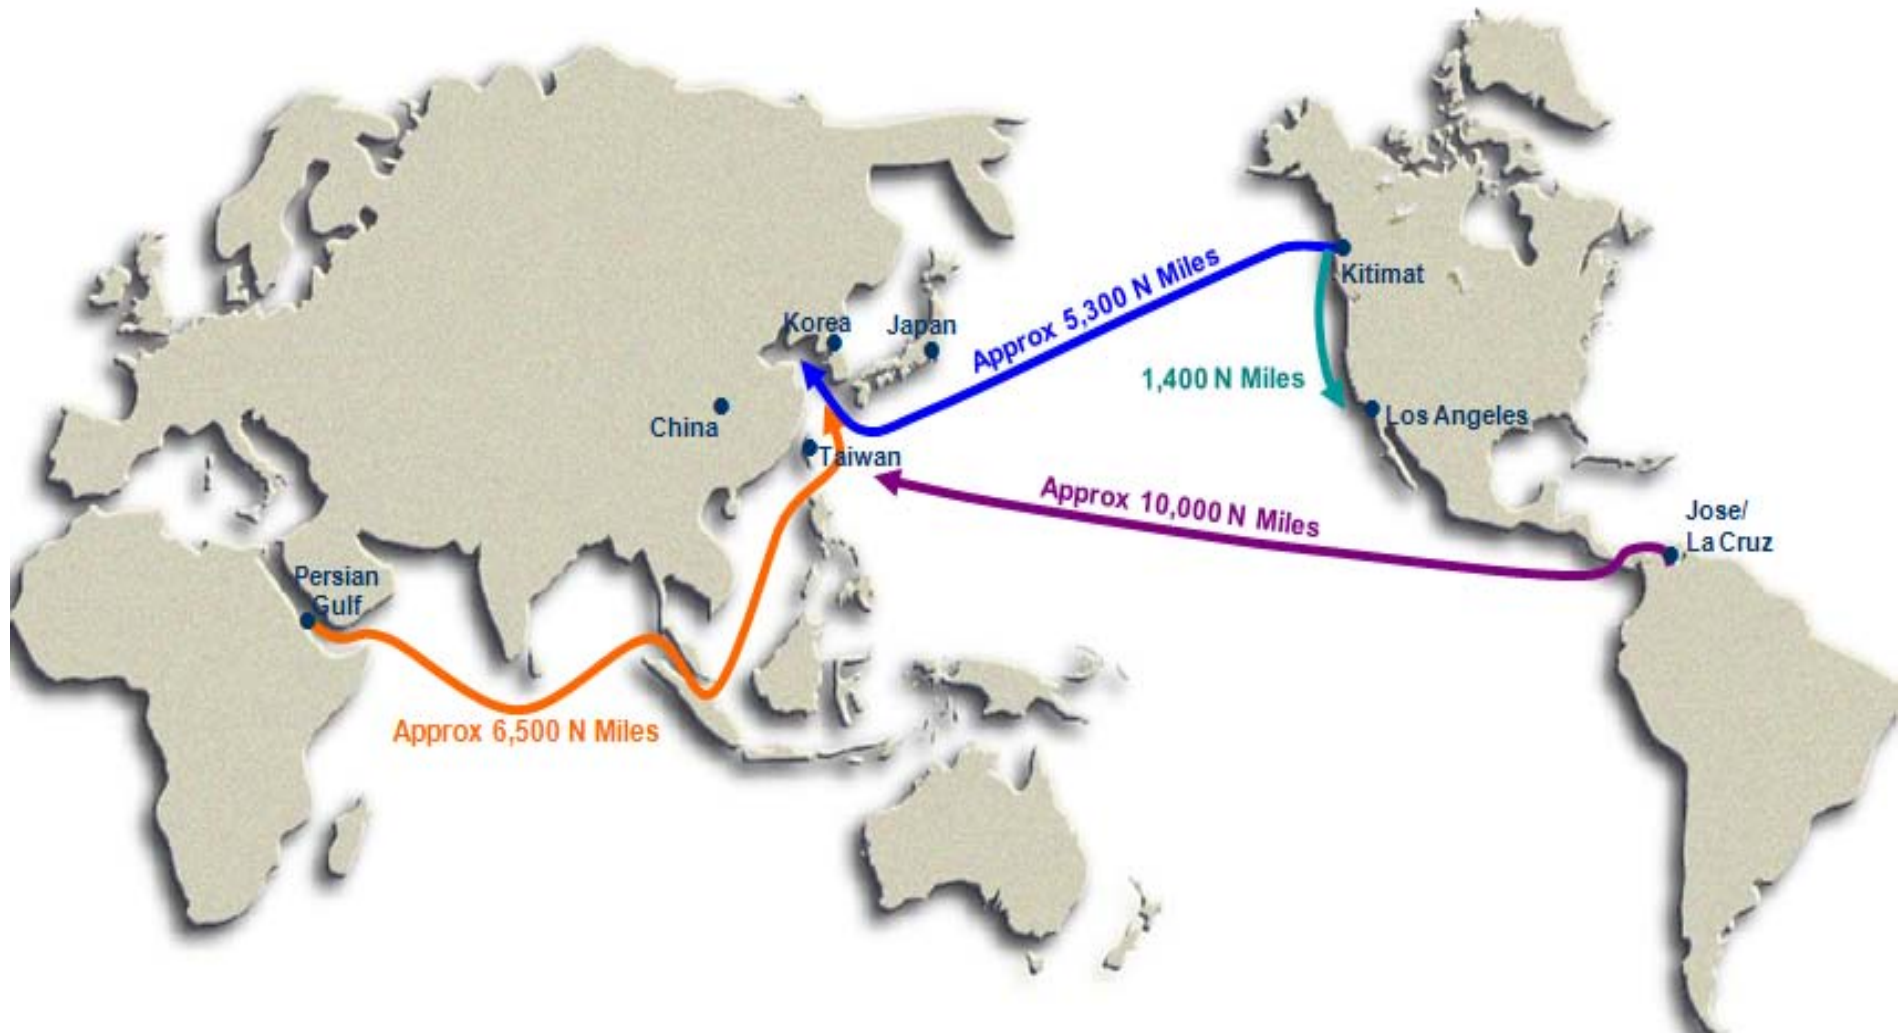 Kitimat
Approx 5,300 N Miles
Korea
Japan
1,400 N Miles
China
Los Angeles
Taiwan
Approx 10,000 N Miles
Jose/
La Cruz
Persian
Gulf
Approx 6,500 N Miles